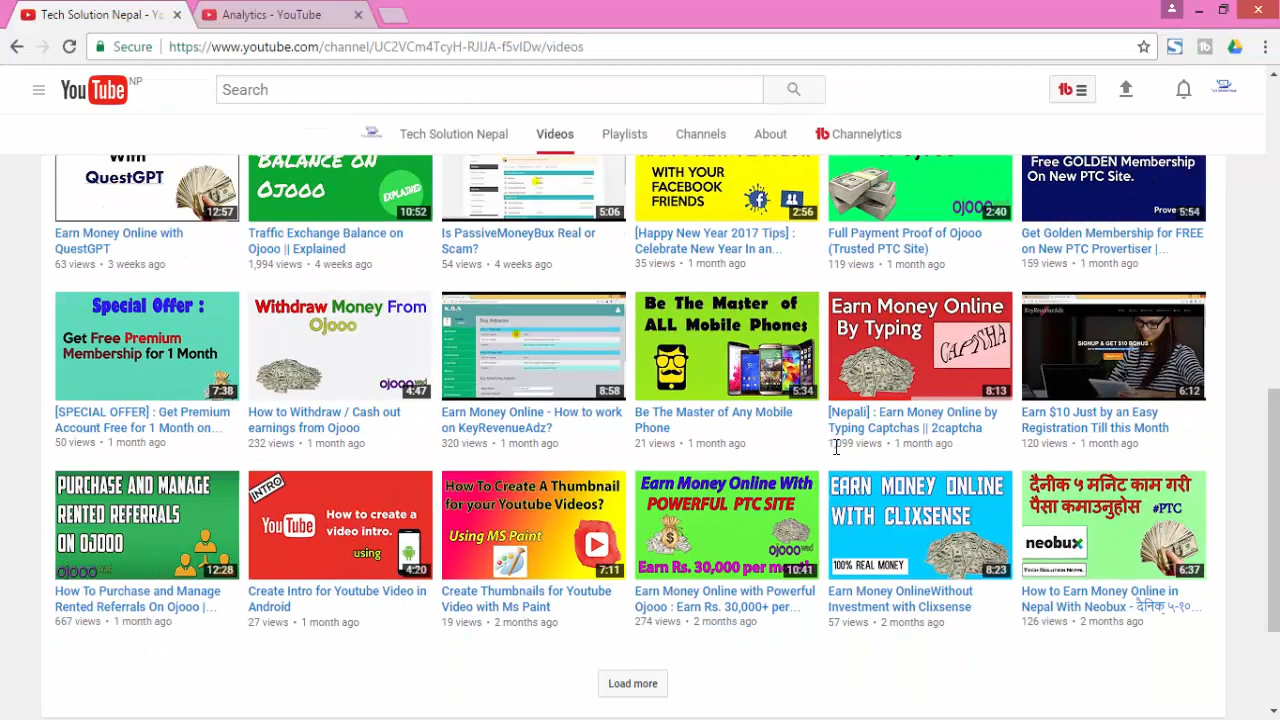 Tech Solution Nepal - Yo
Analytics - YouTube
Secure
https://www.youtube.com/channel/UC2VCm4TcyH-RJIJA-f5vIDw/videos
YouTube NP
Search
Tech Solution Nepal
Videos
Playlists
Channels
About
Channelytics
With
QuestGPT
12:57
BALANCE ON
OJOOO
EXPLAINED
10:52
5:06
WITH YOUR
FACEBOOK
FRIENDS
2:56
ojooo
2:40
Free GOLDEN Membership
On New PTC Site.
5:54
Earn Money Online with
QuestGPT
63 views • 3 weeks ago
Traffic Exchange Balance on
Ojooo || Explained
1,994 views • 4 weeks ago
Is PassiveMoneyBux Real or
Scam?
54 views • 4 weeks ago
[Happy New Year 2017 Tips] :
Celebrate New Year In an...
35 views • 1 month ago
Full Payment Proof of Ojooo
(Trusted PTC Site)
119 views • 1 month ago
Get Golden Membership for FREE
on New PTC Provertiser |...
159 views • 1 month ago
Special Offer :
Get Free Premium
Membership for 1 Month
7:38
Withdraw Money From
Ojooo
ojooo
4:47
8:58
Be The Master of
ALL Mobile Phones
5:34
Earn Money Online
By Typing
CAPTCHA
8:13
SIGNUP & GET $10 BONUS
6:12
[SPECIAL OFFER] : Get Premium
Account Free for 1 Month on...
50 views • 1 month ago
How to Withdraw / Cash out
earnings from Ojooo
232 views • 1 month ago
Earn Money Online - How to work
on KeyRevenueAdz?
320 views • 1 month ago
Be The Master of Any Mobile
Phone
21 views • 1 month ago
[Nepali] : Earn Money Online by
Typing Captchas || 2captcha
1,099 views • 1 month ago
Earn $10 Just by an Easy
Registration Till this Month
120 views • 1 month ago
PURCHASE AND MANAGE
RENTED REFERRALS
ON OJOOO
ojooo
12:28
INTRO
YouTube
How to create a
video intro.
using
4:20
How To Create A Thumbnail
for your Youtube Videos?
Using MS Paint
7:11
Earn Money Online With
POWERFUL PTC SITE
ojooo wad
Earn Rs. 30,000 per month
10:41
EARN MONEY ONLINE
WITH CLIXSENSE
100% REAL MONEY
8:23
दैनीक ५ मिनेट काम गरी
पैसा कमाउनुहोस #PTC
neobux
TECH-SOLUTION NEPAL
6:37
How To Purchase and Manage
Rented Referrals On Ojooo |...
667 views • 1 month ago
Create Intro for Youtube Video in
Android
27 views • 1 month ago
Create Thumbnails for Youtube
Video with Ms Paint
19 views • 2 months ago
Earn Money Online with Powerful
Ojooo : Earn Rs. 30,000+ per...
274 views • 2 months ago
Earn Money OnlineWithout
Investment with Clixsense
57 views • 2 months ago
How to Earn Money Online in
Nepal With Neobux - दैनिक ५-१०...
126 views • 2 months ago
Load more